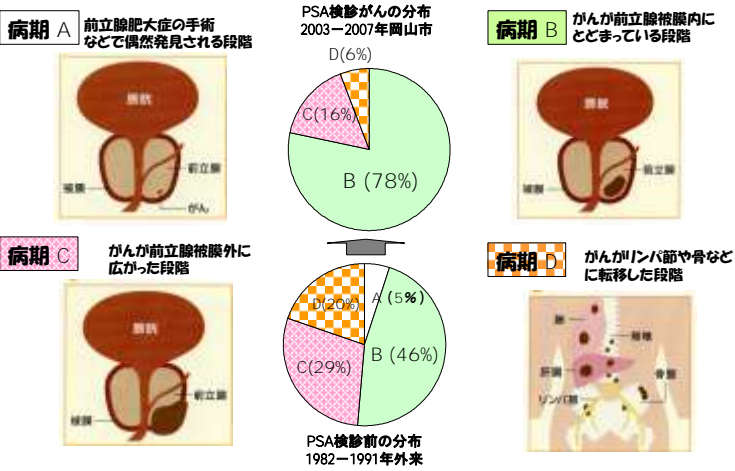 病期 A
前立腺肥大症の手術
などで偶然発見される段階
膀胱
前立腺
被膜
がん
PSA検診がんの分布
2003－2007年岡山市
D(6%)
C(16%)
B (78%)
病期 B
がんが前立腺被膜内に
とどまっている段階
膀胱
前立腺
被膜
病期 C
がんが前立腺被膜外に
広がった段階
膀胱
前立腺
被膜
D(20%)
A (5%)
C(29%)
B (46%)
PSA検診前の分布
1982－1991年外来
病期 D
がんがリンパ節や骨など
に転移した段階
肺
脊椎
肝臓
骨盤
リンパ節